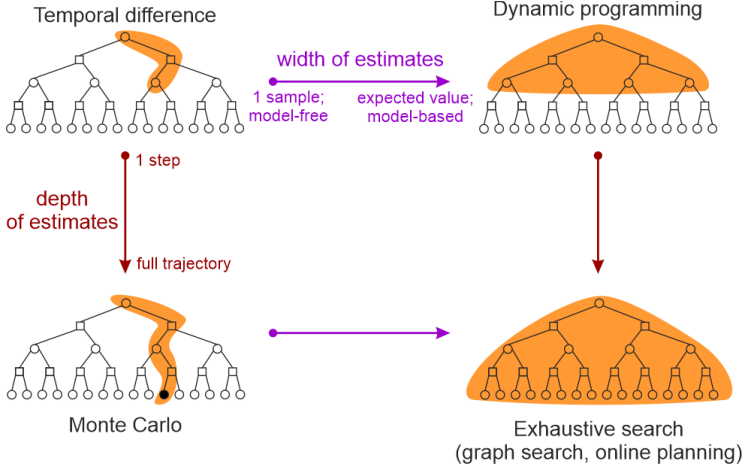 Temporal difference
Dynamic programming
width of estimates
1 sample;
model-free
expected value;
model-based
1 step
depth
of estimates
full trajectory
Monte Carlo
Exhaustive search
(graph search, online planning)